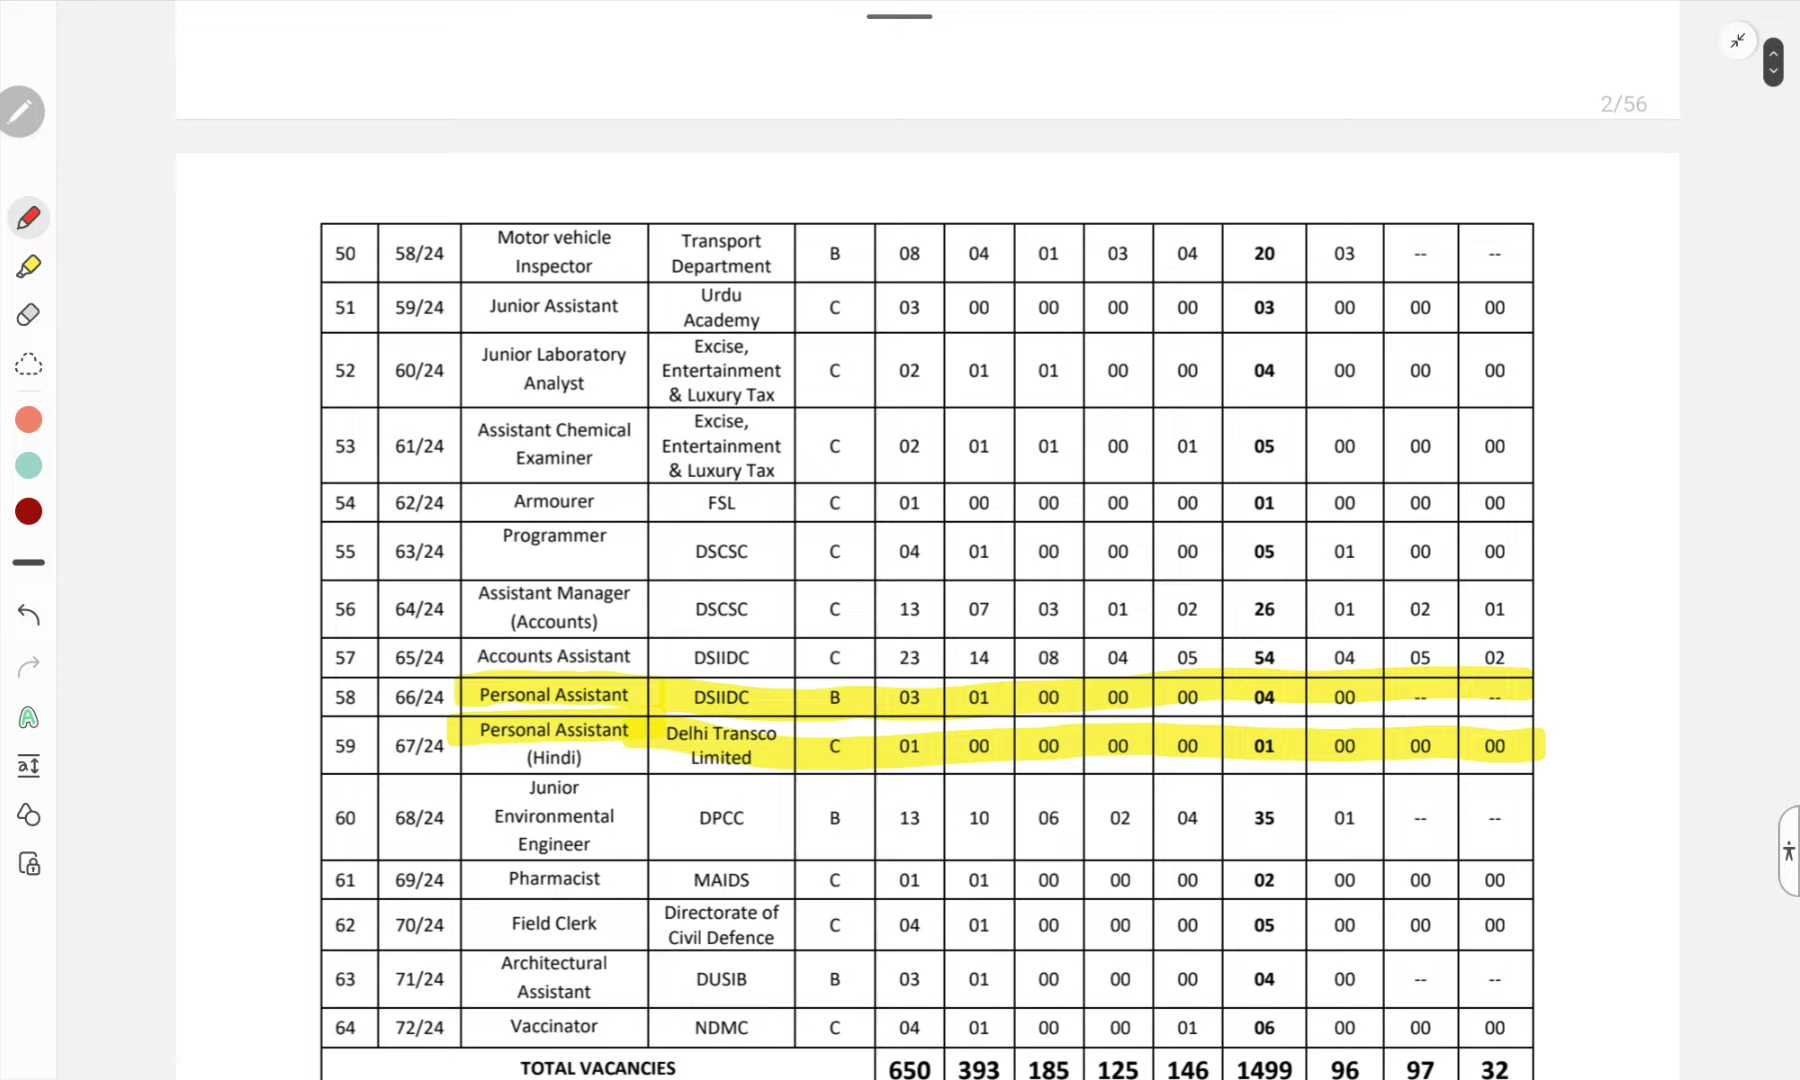 2/56
50 58/24 Motor vehicle Inspector Transport Department B 08 04 01 03 04 20 03 -- --
51 59/24 Junior Assistant Urdu Academy C 03 00 00 00 00 03 00 00 00
52 60/24 Junior Laboratory Analyst Excise, Entertainment & Luxury Tax C 02 01 01 00 00 04 00 00 00
53 61/24 Assistant Chemical Examiner Excise, Entertainment & Luxury Tax C 02 01 01 00 01 05 00 00 00
54 62/24 Armourer FSL C 01 00 00 00 00 01 00 00 00
55 63/24 Programmer DSCSC C 04 01 00 00 00 05 01 00 00
56 64/24 Assistant Manager (Accounts) DSCSC C 13 07 03 01 02 26 01 02 01
57 65/24 Accounts Assistant DSIIDC C 23 14 08 04 05 54 04 05 02
58 66/24 Personal Assistant DSIIDC B 03 01 00 00 00 04 00 -- --
59 67/24 Personal Assistant (Hindi) Delhi Transco Limited C 01 00 00 00 00 01 00 00 00
60 68/24 Junior Environmental Engineer DPCC B 13 10 06 02 04 35 01 -- --
61 69/24 Pharmacist MAIDS C 01 01 00 00 00 02 00 00 00
62 70/24 Field Clerk Directorate of Civil Defence C 04 01 00 00 00 05 00 00 00
63 71/24 Architectural Assistant DUSIB B 03 01 00 00 00 04 00 -- --
64 72/24 Vaccinator NDMC C 04 01 00 00 01 06 00 00 00
TOTAL VACANCIES 650 393 185 125 146 1499 96 97 32